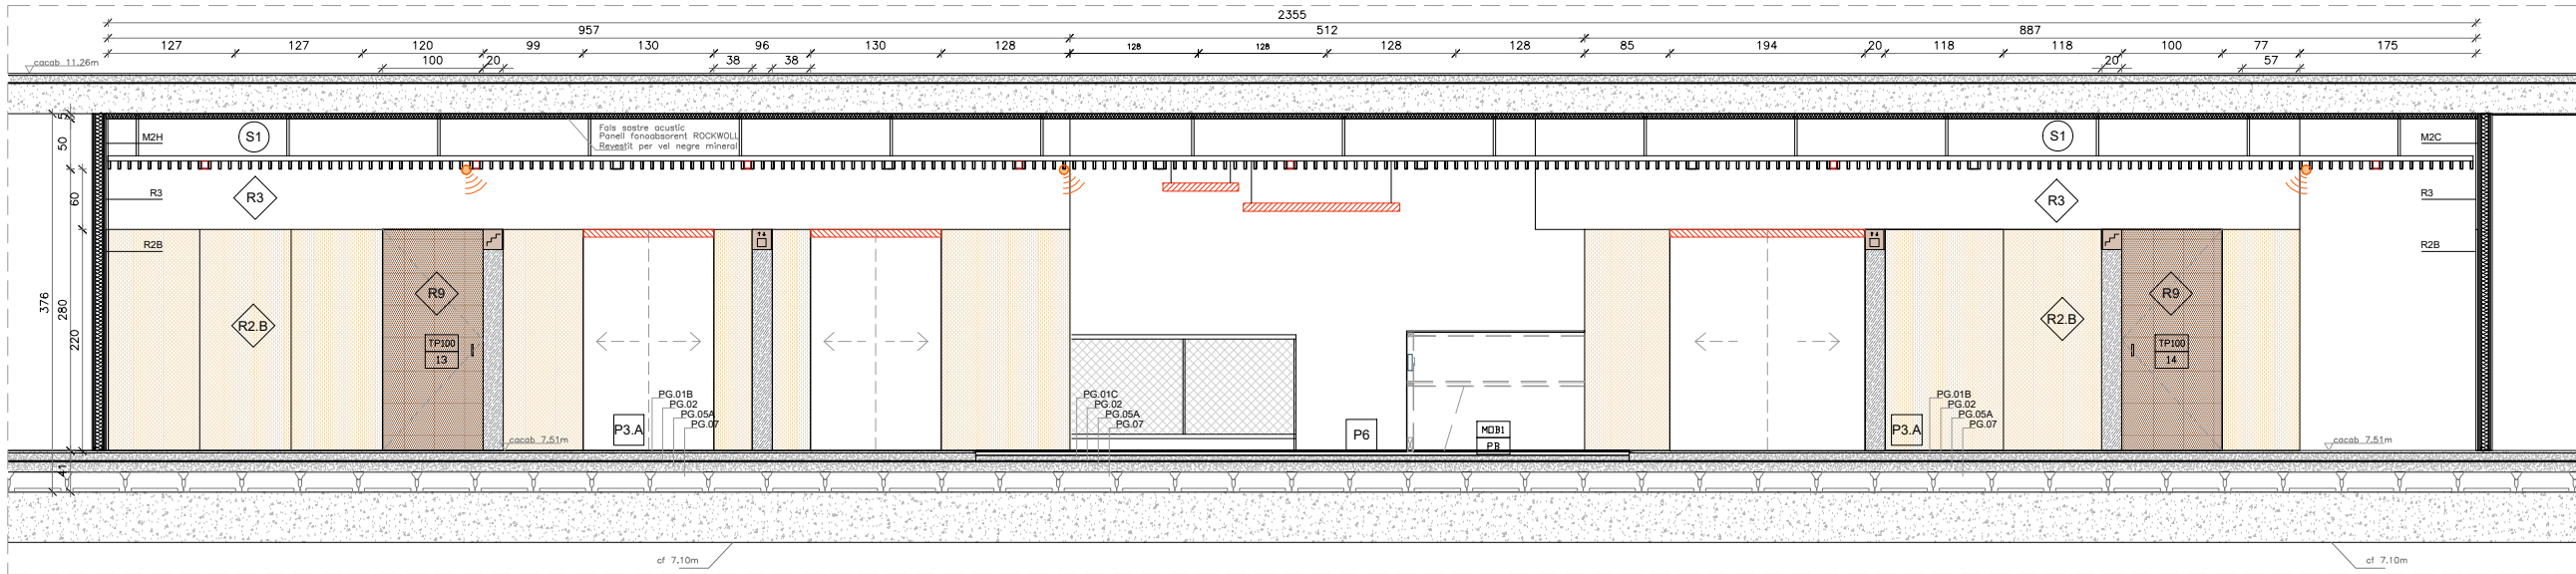 2355
957 512 887
127 127 120 99 130 96 130 128 128 128 128 128 85 194 20 118 118 100 77 175
100 20 38 38 20 57
cacab 11.26m
5
50
60
376
280
220
41
M2H
S1
Fals sostre acustic
Panell fonoabsorent ROCKWOLL
Revestit per vel negre mineral
S1
M2C
R3
R3
R3
R3
R2B
R2B
R9
R2.B
TP100
13
R9
R2.B
TP100
14
PG.01B
PG.02
PG.05A
PG.07
P3.A
PG.01C
PG.02
PG.05A
PG.07
P6
MOB1
PB
PG.01B
PG.02
PG.05A
PG.07
P3.A
cacab 7.51m
cacab 7.51m
cf 7.10m
cf 7.10m